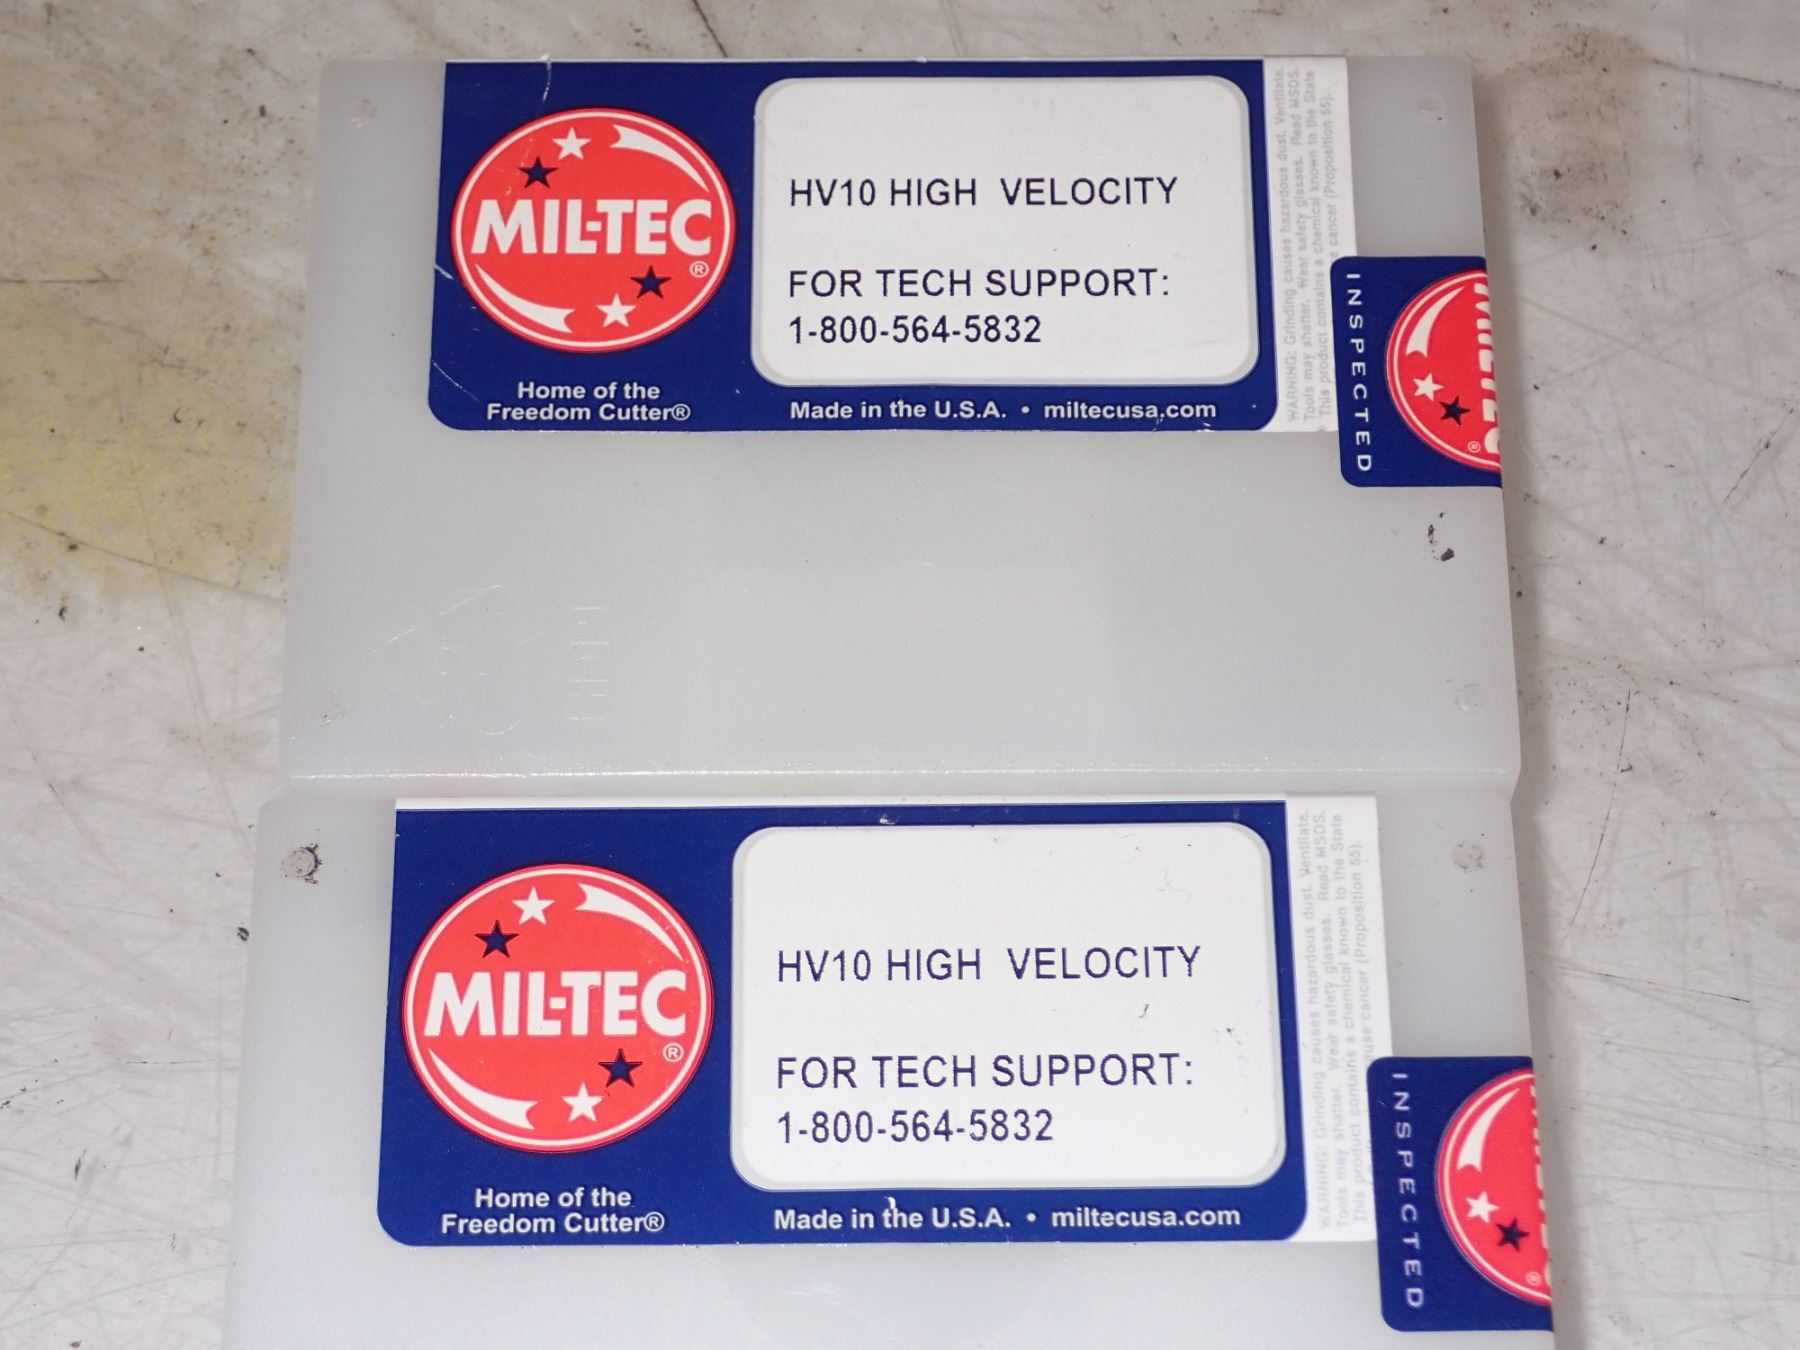 MIL-TEC®
Home of the
Freedom Cutter®
HV10 HIGH VELOCITY
FOR TECH SUPPORT:
1-800-564-5832
Made in the U.S.A. • miltecusa.com
WARNING: Grinding causes hazardous dust. Ventilate.
Tools may shatter. Wear safety glasses. Read MSDS.
This product contains a chemical known to the State
cancer (Proposition 65).
INSPECTED
MIL-TEC®
Home of the
Freedom Cutter®
HV10 HIGH VELOCITY
FOR TECH SUPPORT:
1-800-564-5832
Made in the U.S.A. • miltecusa.com
WARNING: Grinding causes hazardous dust. Ventilate.
Tools may shatter. Wear safety glasses. Read MSDS.
This product contains a chemical known to the State
cause cancer (Proposition 65).
INSPECTED